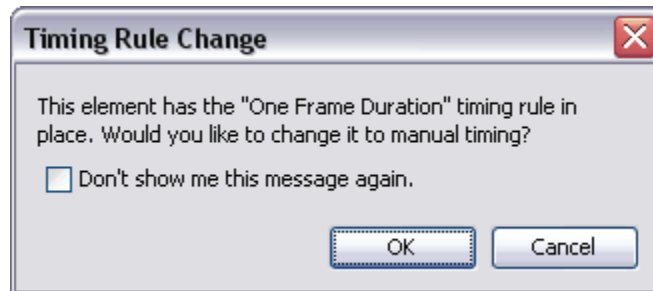 Timing Rule Change
This element has the "One Frame Duration" timing rule in
place. Would you like to change it to manual timing?
Don't show me this message again.
OK
Cancel